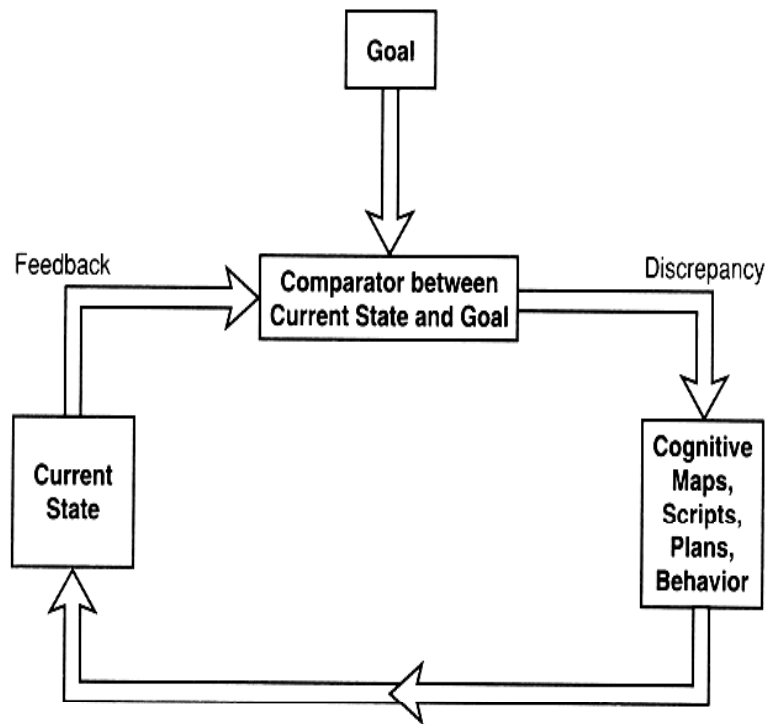 Goal
Feedback
Comparator between
Current State and Goal
Discrepancy
Current
State
Cognitive
Maps,
Scripts,
Plans,
Behavior